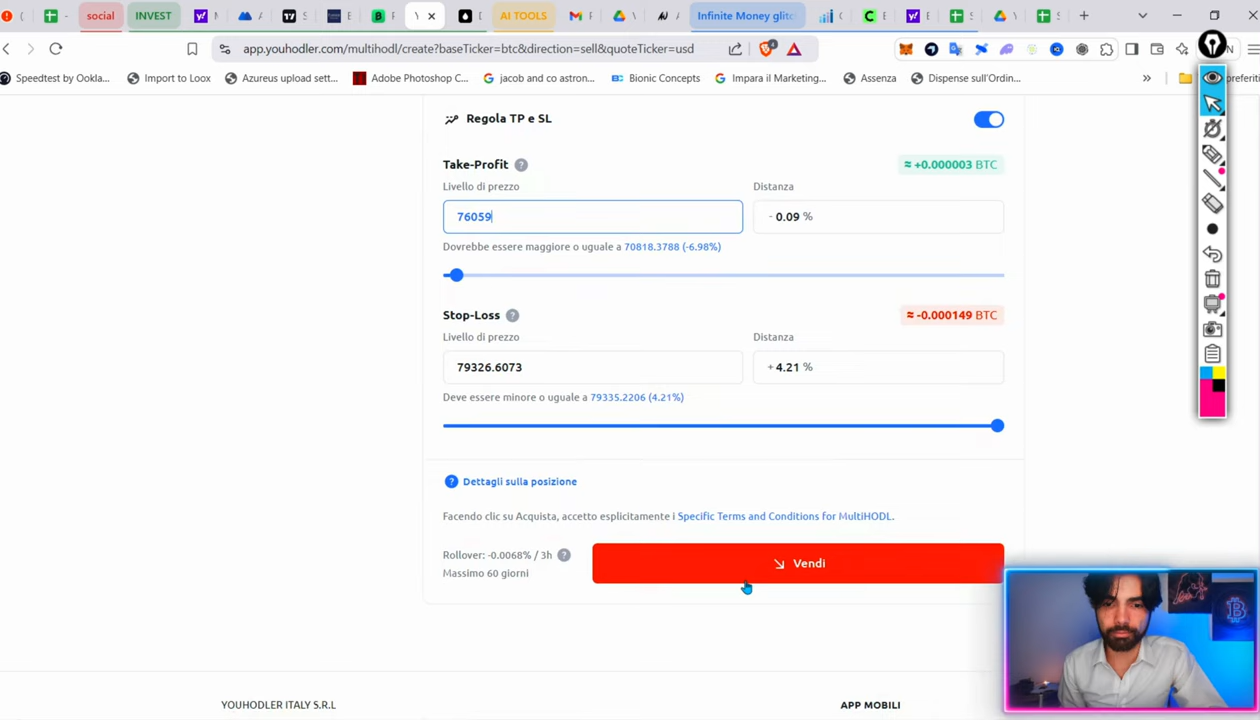 social
INVEST
AI TOOLS
Infinite Money glitc
app.youhodler.com/multihodl/create?baseTicker=btc&direction=sell&quoteTicker=usd
Speedtest by Ookla...
Import to Loox
Azureus upload sett...
Adobe Photoshop C...
jacob and co astron...
Bionic Concepts
Impara il Marketing...
Assenza
Dispense sull'Ordin...
»
preferiti
Regola TP e SL
Take-Profit ?
≈ +0.000003 BTC
Livello di prezzo
Distanza
76059
- 0.09 %
Dovrebbe essere maggiore o uguale a 70818.3788 (-6.98%)
Stop-Loss ?
≈ -0.000149 BTC
Livello di prezzo
Distanza
79326.6073
+ 4.21 %
Deve essere minore o uguale a 79335.2206 (4.21%)
? Dettagli sulla posizione
Facendo clic su Acquista, accetto esplicitamente i Specific Terms and Conditions for MultiHODL.
Rollover: -0.0068% / 3h ?
Massimo 60 giorni
Vendi
YOUHODLER ITALY S.R.L
APP MOBILI